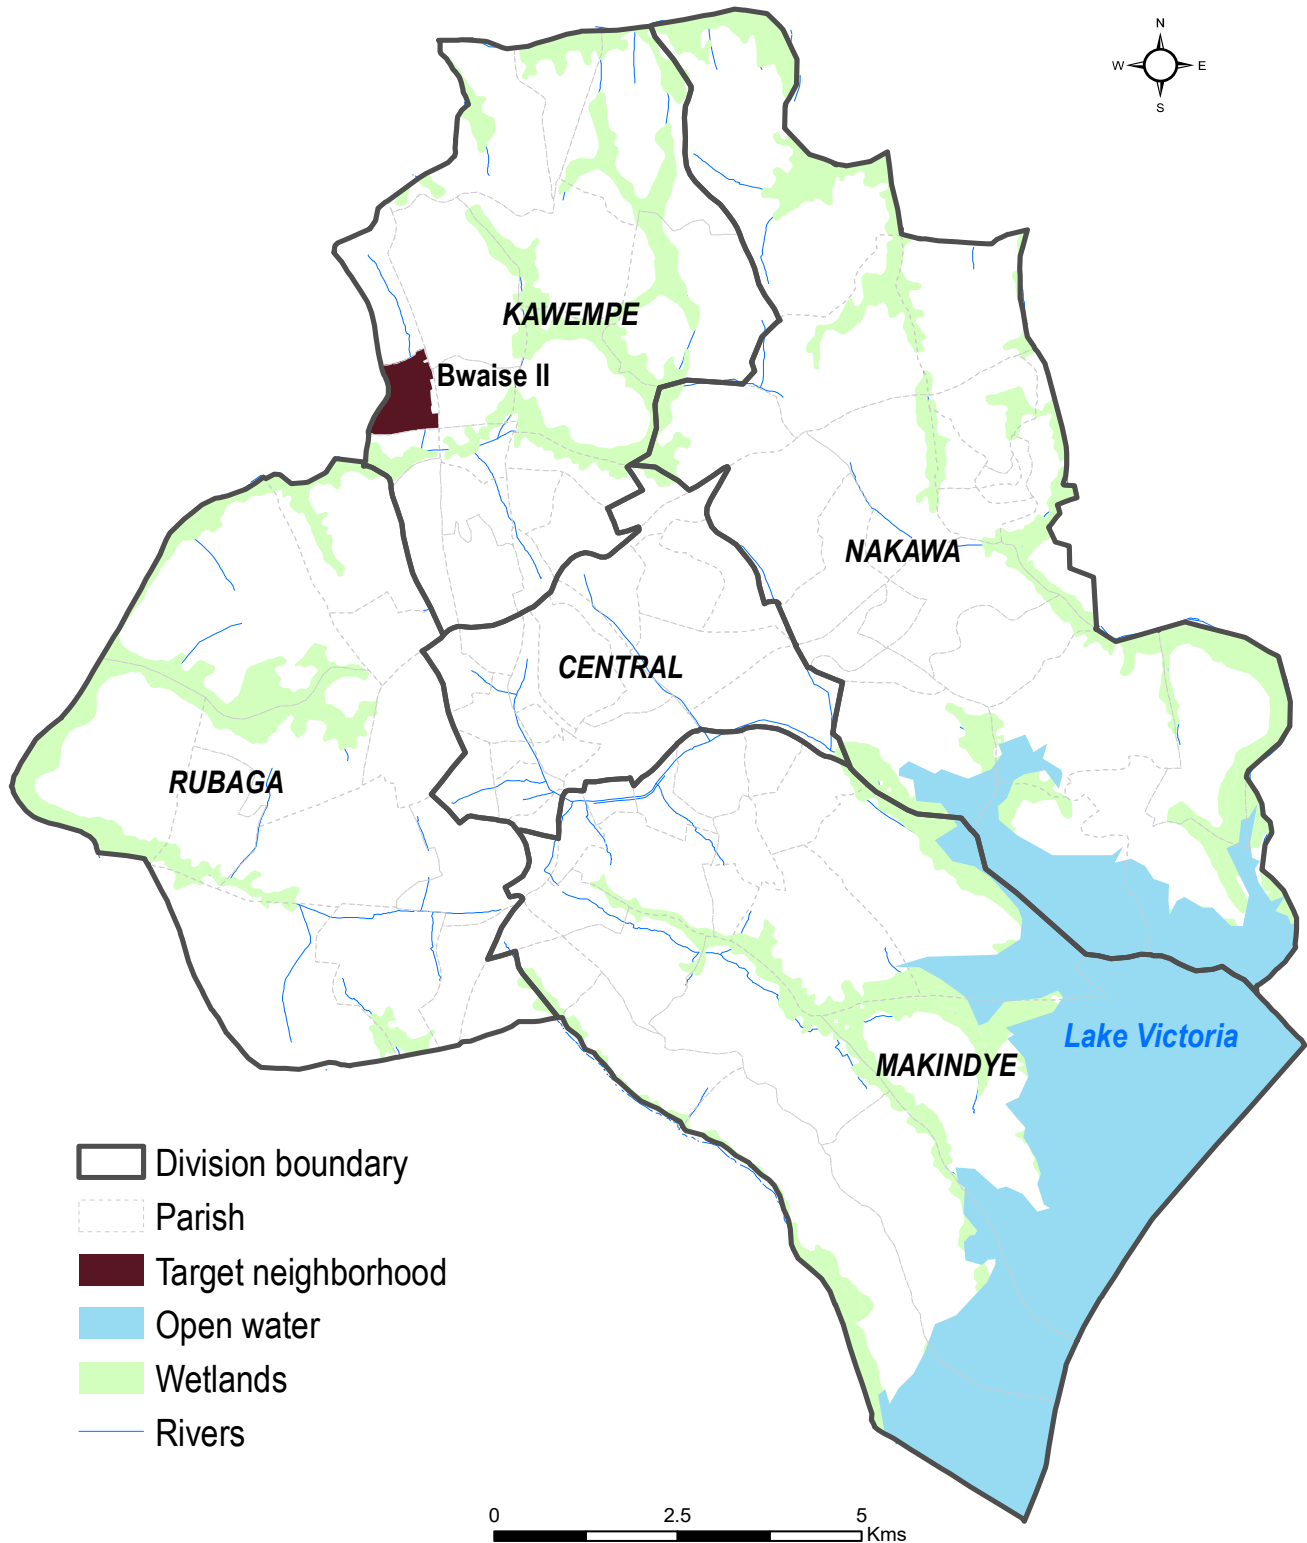 N
W E
S
KAWEMPE
Bwaise II
NAKAWA
CENTRAL
RUBAGA
Lake Victoria
MAKINDYE
Division boundary
Parish
Target neighborhood
Open water
Wetlands
Rivers
0 2.5 5
Kms